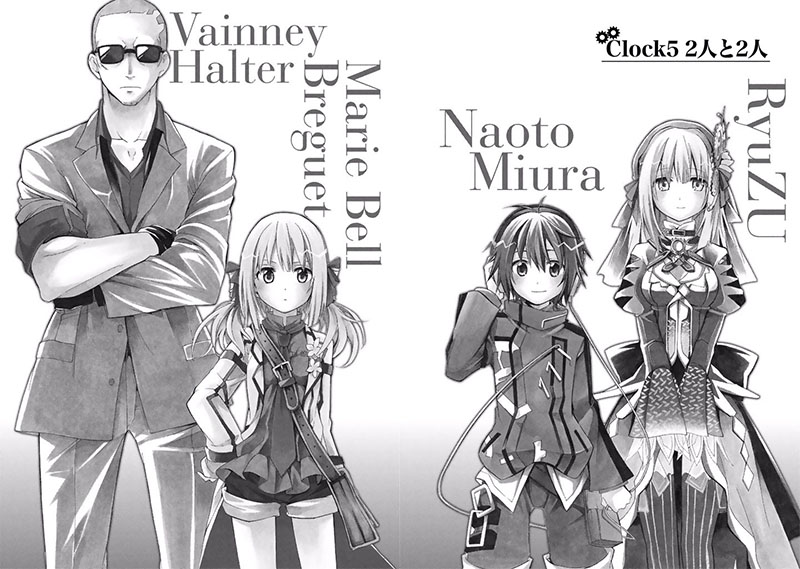 Vainney
Halter
Marie Bell
Breguet
Clock5 2人と2人
Naoto
Miura
RyuZU